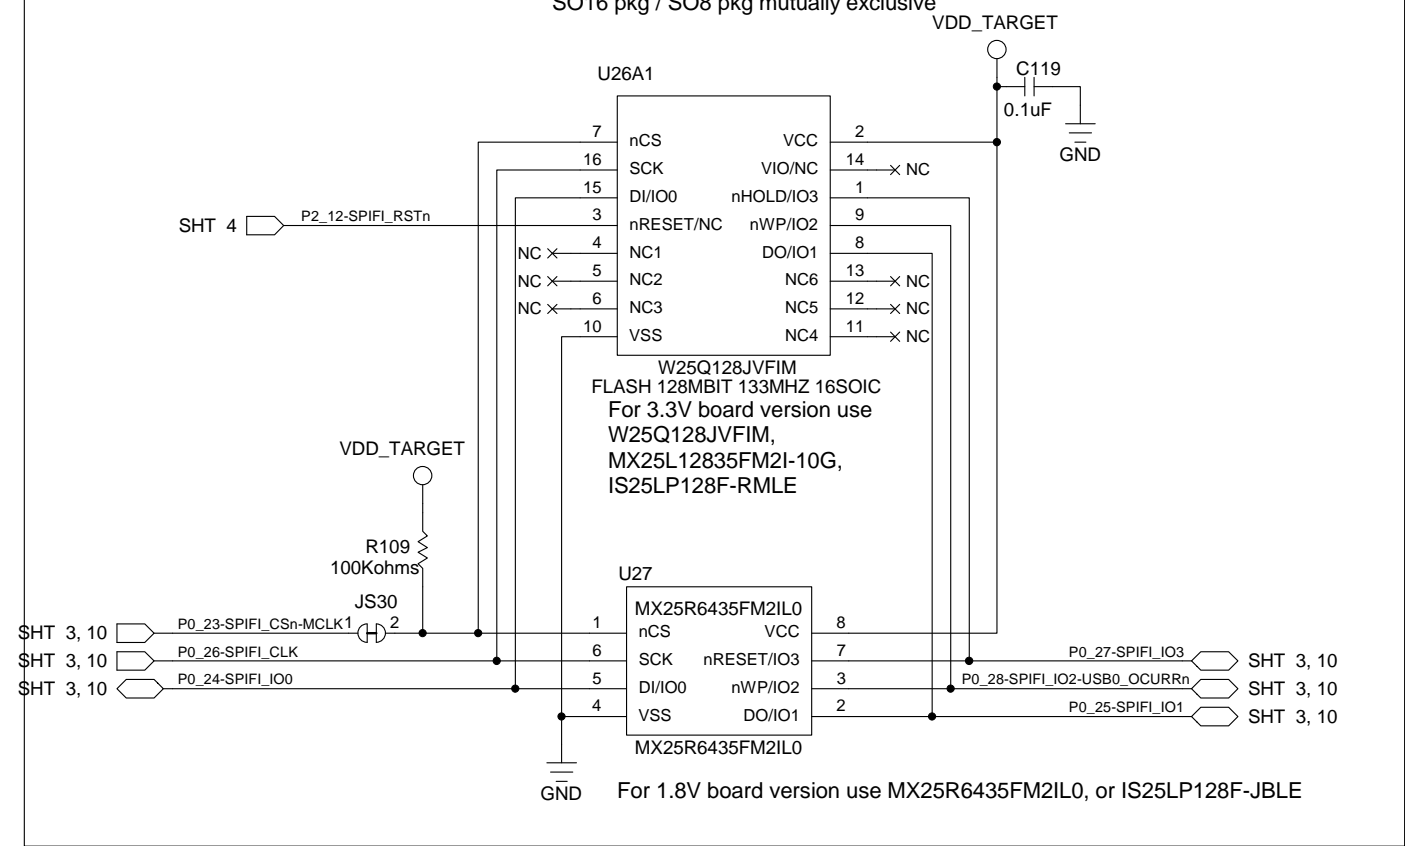 SO16 pkg / SO8 pkg mutually exclusive
VDD_TARGET
C119
0.1uF
GND
U26A1
7 nCS VCC 2
16 SCK VIO/NC 14 NC
15 DI/IO0 nHOLD/IO3 1
SHT 4 P2_12-SPIFI_RSTn 3 nRESET/NC nWP/IO2 9
NC 4 NC1 DO/IO1 8
NC 5 NC2 NC6 13 NC
NC 6 NC3 NC5 12 NC
10 VSS NC4 11 NC
W25Q128JVFIM
FLASH 128MBIT 133MHZ 16SOIC
For 3.3V board version use
W25Q128JVFIM,
MX25L12835FM2I-10G,
IS25LP128F-RMLE
VDD_TARGET
R109
100Kohms
JS30
U27
MX25R6435FM2IL0
SHT 3, 10 P0_23-SPIFI_CSn-MCLK 1 2 1 nCS VCC 8
SHT 3, 10 P0_26-SPIFI_CLK 6 SCK nRESET/IO3 7 P0_27-SPIFI_IO3 SHT 3, 10
SHT 3, 10 P0_24-SPIFI_IO0 5 DI/IO0 nWP/IO2 3 P0_28-SPIFI_IO2-USB0_OCURRn SHT 3, 10
4 VSS DO/IO1 2 P0_25-SPIFI_IO1 SHT 3, 10
MX25R6435FM2IL0
GND
For 1.8V board version use MX25R6435FM2IL0, or IS25LP128F-JBLE